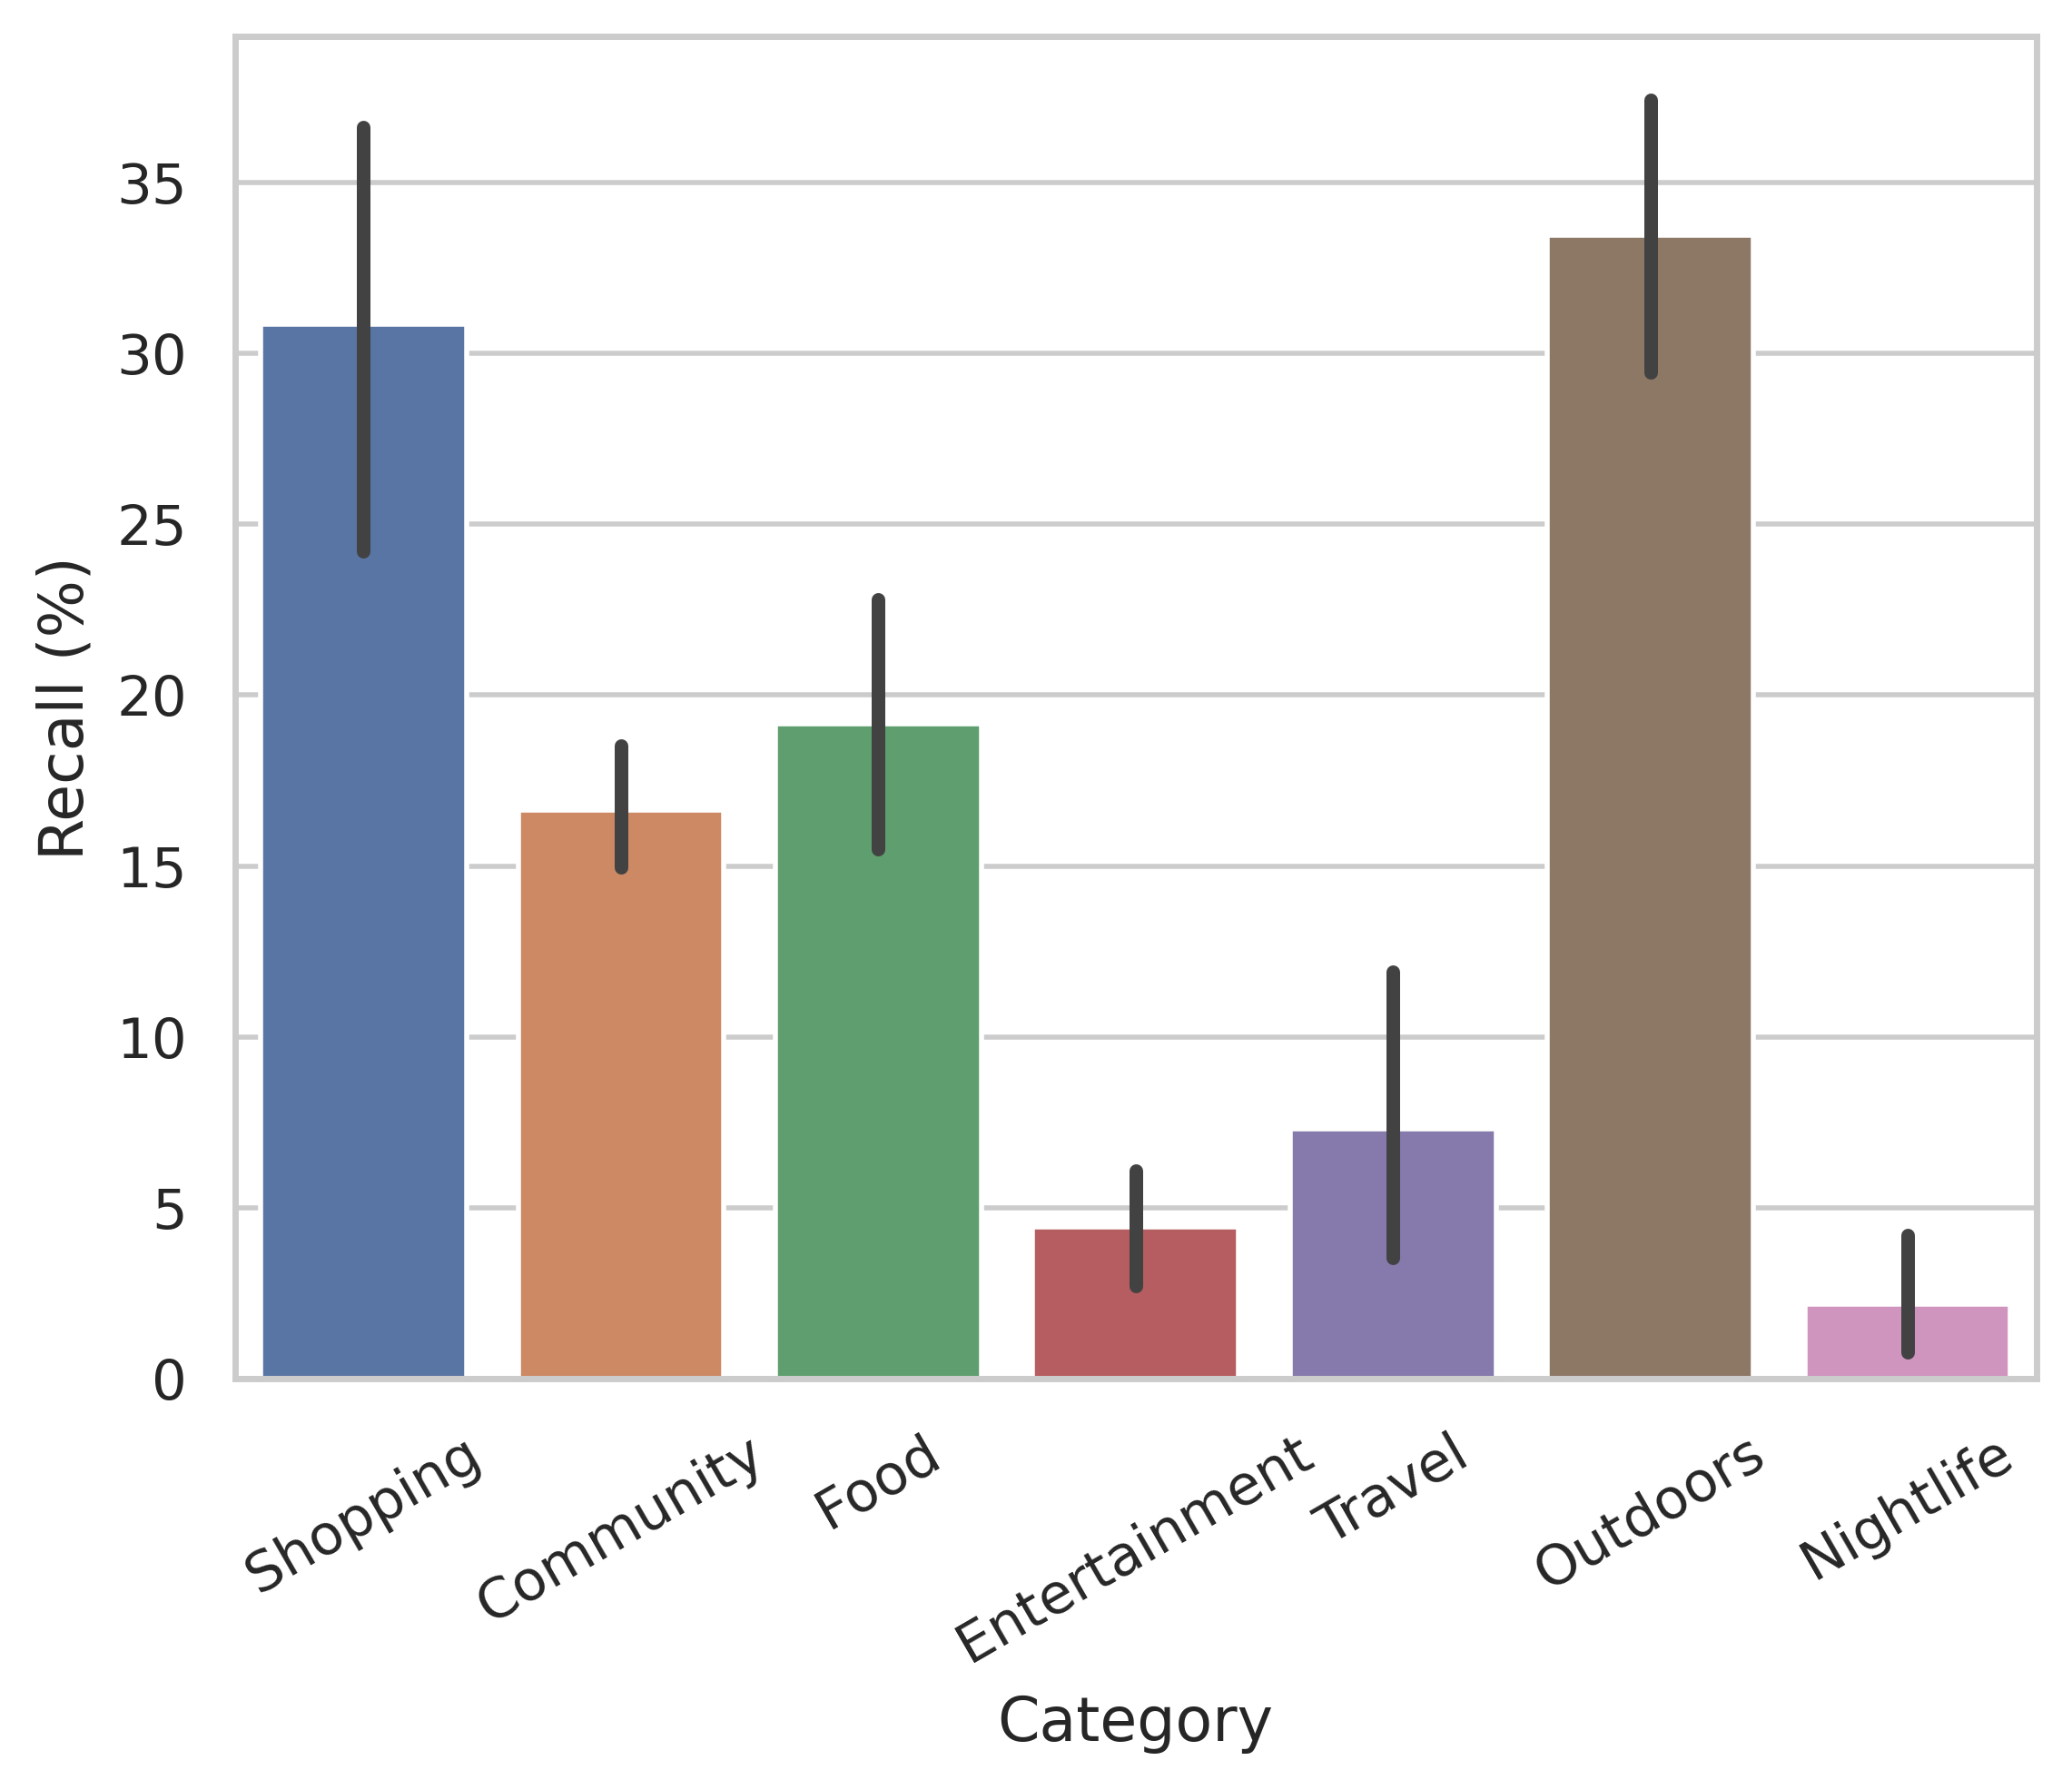 35
30
25
20
15
10
5
0
Recall (%)
Shopping
Community
Food
Entertainment
Travel
Outdoors
Nightlife
Category